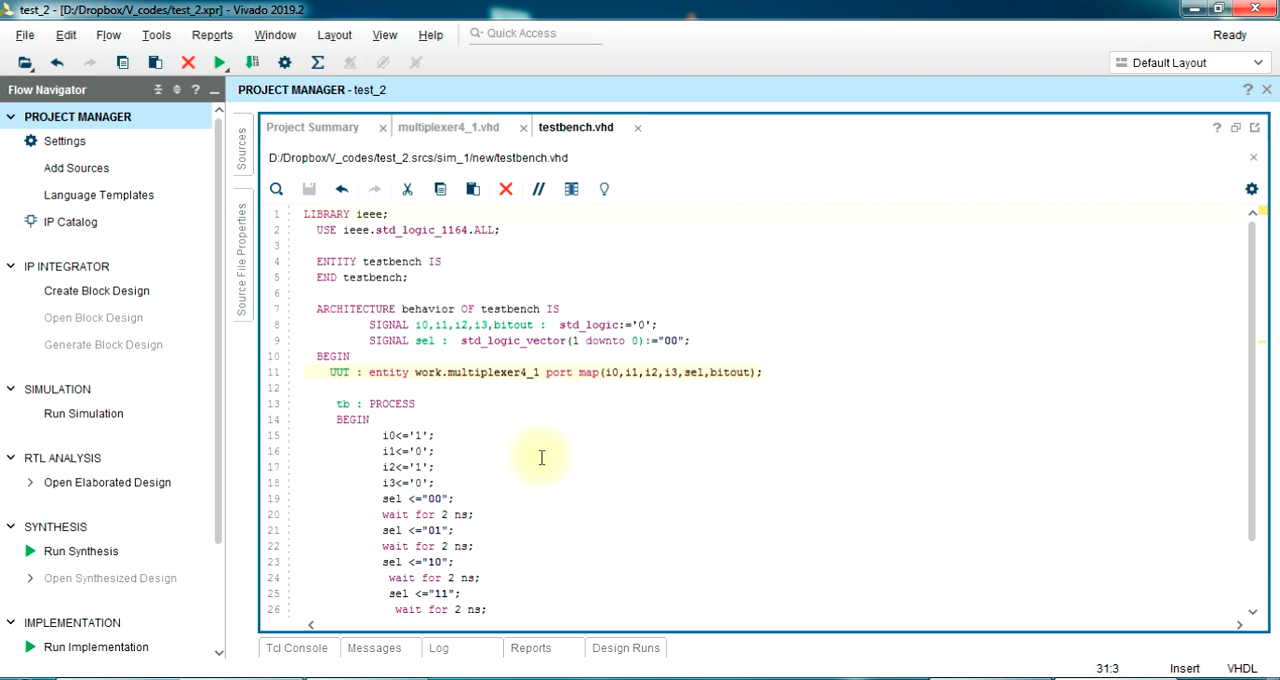 test_2 - [D:/Dropbox/V_codes/test_2.xpr] - Vivado 2019.2
File Edit Flow Tools Reports Window Layout View Help Quick Access Ready
Default Layout
Flow Navigator
PROJECT MANAGER - test_2
PROJECT MANAGER
Settings
Add Sources
Language Templates
IP Catalog
IP INTEGRATOR
Create Block Design
Open Block Design
Generate Block Design
SIMULATION
Run Simulation
RTL ANALYSIS
Open Elaborated Design
SYNTHESIS
Run Synthesis
Open Synthesized Design
IMPLEMENTATION
Run Implementation
Sources
Source File Properties
Project Summary multiplexer4_1.vhd testbench.vhd
D:/Dropbox/V_codes/test_2.srcs/sim_1/new/testbench.vhd
1 LIBRARY ieee;
2 USE ieee.std_logic_1164.ALL;
3
4 ENTITY testbench IS
5 END testbench;
6
7 ARCHITECTURE behavior OF testbench IS
8 SIGNAL i0,i1,i2,i3,bitout : std_logic:='0';
9 SIGNAL sel : std_logic_vector(1 downto 0):="00";
10 BEGIN
11 UUT : entity work.multiplexer4_1 port map(i0,i1,i2,i3,sel,bitout);
12
13 tb : PROCESS
14 BEGIN
15 i0<='1';
16 i1<='0';
17 i2<='1';
18 i3<='0';
19 sel <="00";
20 wait for 2 ns;
21 sel <="01";
22 wait for 2 ns;
23 sel <="10";
24 wait for 2 ns;
25 sel <="11";
26 wait for 2 ns;
Tcl Console Messages Log Reports Design Runs
31:3 Insert VHDL